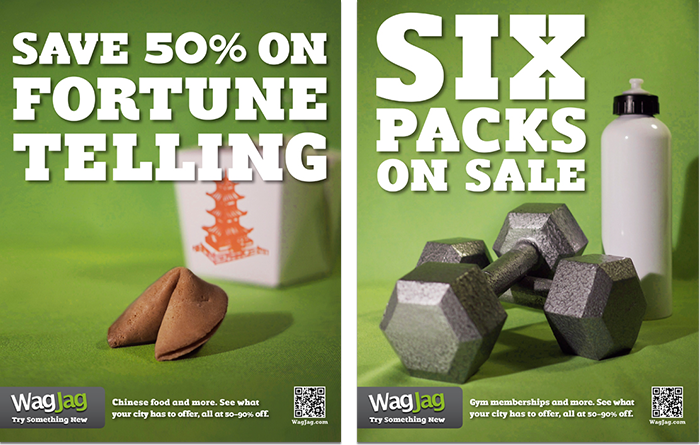 SAVE 50% ON
FORTUNE
TELLING
WagJag
Try Something New
Chinese food and more. See what
your city has to offer, all at 50–90% off.
WagJag.com
SIX
PACKS
ON SALE
WagJag
Try Something New
Gym memberships and more. See what
your city has to offer, all at 50–90% off.
WagJag.com